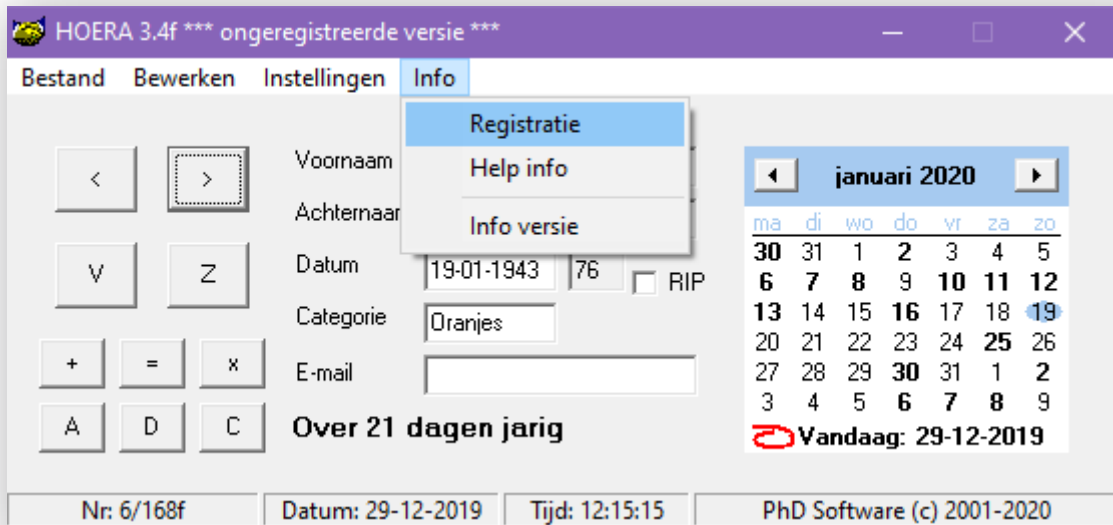 HOERA 3.4f *** ongeregistreerde versie ***
Bestand Bewerken Instellingen Info
Registratie
Help info
Info versie
< >
V Z
+ = x
A D C
Voornaam
Achternaar
Datum 19-01-1943 76 RIP
Categorie Oranjes
E-mail
Over 21 dagen jarig
januari 2020
ma di wo do vr za zo
30 31 1 2 3 4 5
6 7 8 9 10 11 12
13 14 15 16 17 18 19
20 21 22 23 24 25 26
27 28 29 30 31 1 2
3 4 5 6 7 8 9
Vandaag: 29-12-2019
Nr: 6/168f Datum: 29-12-2019 Tijd: 12:15:15 PhD Software (c) 2001-2020